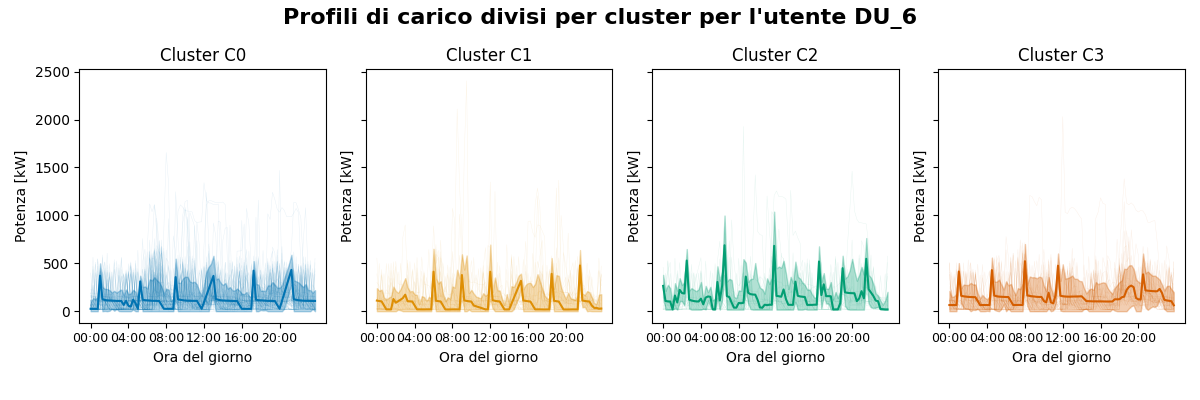 Profili di carico divisi per cluster per l'utente DU_6
Cluster C0
Cluster C1
Cluster C2
Cluster C3
2500
2000
1500
1000
500
0
Potenza [kW]
Potenza [kW]
Potenza [kW]
Potenza [kW]
00:00 04:00 08:00 12:00 16:00 20:00
00:00 04:00 08:00 12:00 16:00 20:00
00:00 04:00 08:00 12:00 16:00 20:00
00:00 04:00 08:00 12:00 16:00 20:00
Ora del giorno
Ora del giorno
Ora del giorno
Ora del giorno